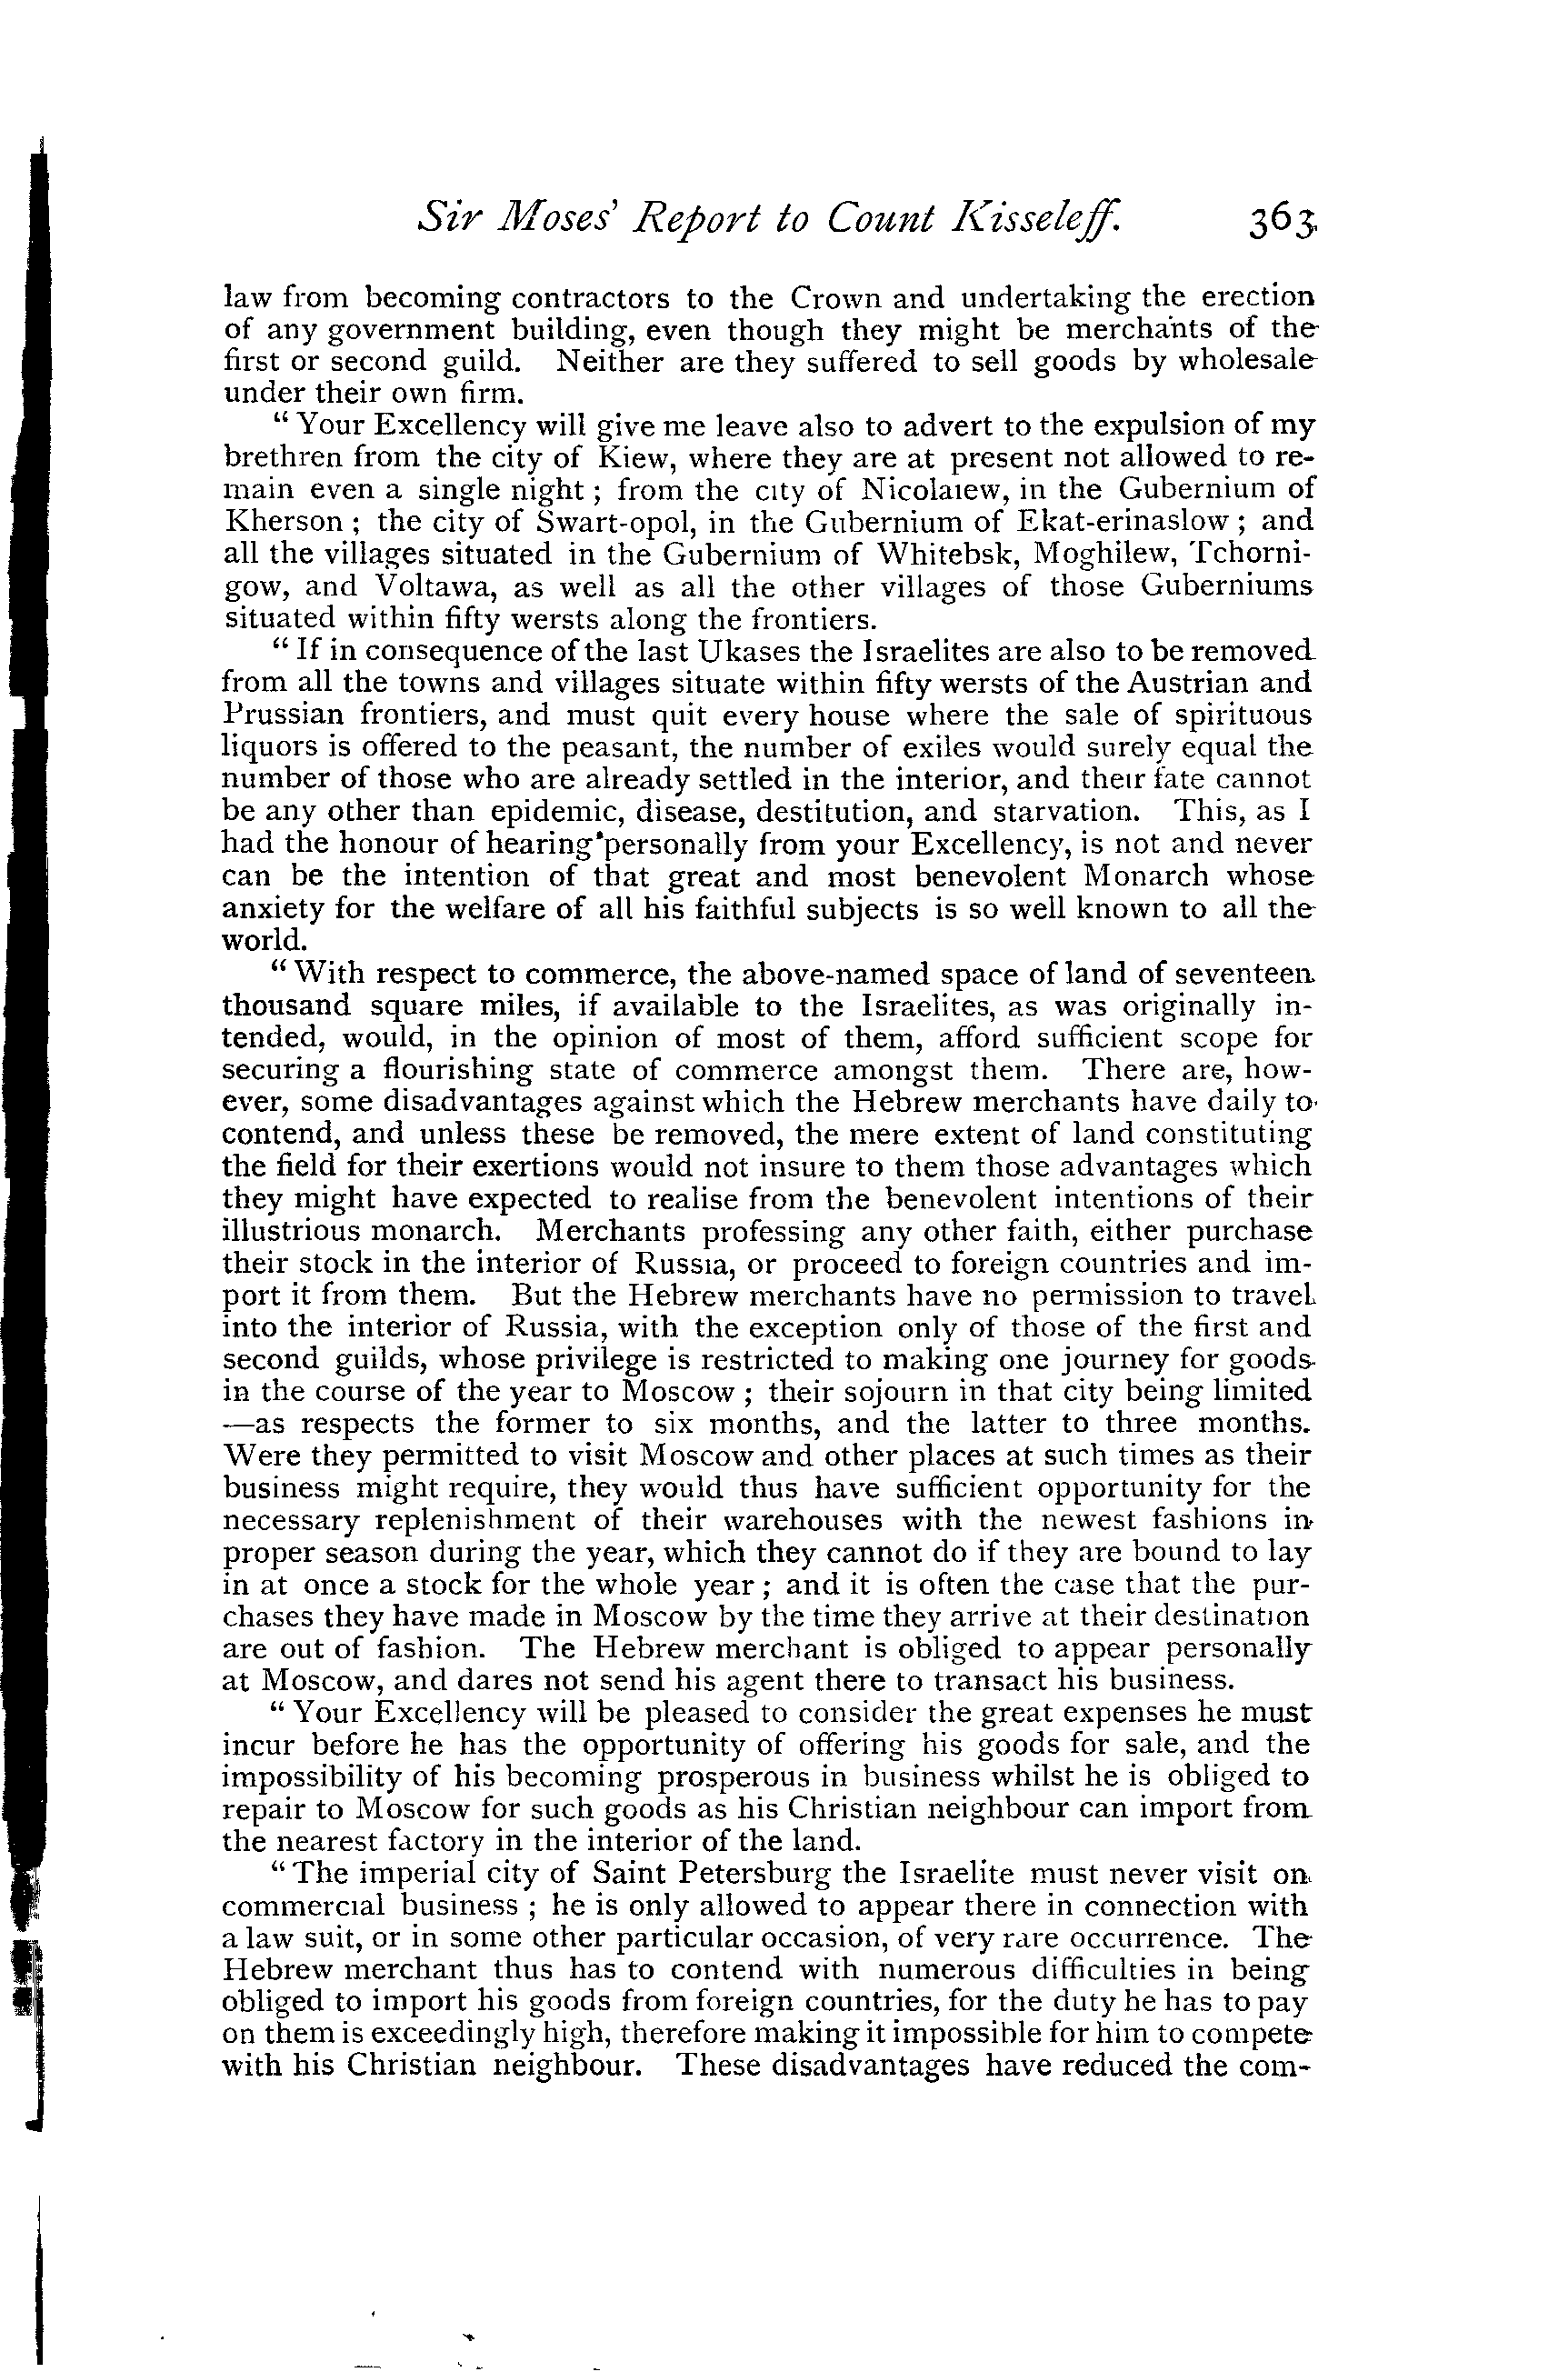 Sir Moses' Report to Count Kisseleff. 363
law from becoming contractors to the Crown and undertaking the erection
of any government building, even though they might be merchants of the
first or second guild. Neither are they suffered to sell goods by wholesale
under their own firm.
“Your Excellency will give me leave also to advert to the expulsion of my
brethren from the city of Kiew, where they are at present not allowed to re-
main even a single night; from the city of Nicolaiew, in the Gubernium of
Kherson; the city of Swart-opol, in the Gubernium of Ekat-erinaslow; and
all the villages situated in the Gubernium of Whitebsk, Moghilew, Tchorni-
gow, and Voltawa, as well as all the other villages of those Guberniums
situated within fifty wersts along the frontiers.
“If in consequence of the last Ukases the Israelites are also to be removed
from all the towns and villages situate within fifty wersts of the Austrian and
Prussian frontiers, and must quit every house where the sale of spirituous
liquors is offered to the peasant, the number of exiles would surely equal the
number of those who are already settled in the interior, and their fate cannot
be any other than epidemic, disease, destitution, and starvation. This, as I
had the honour of hearing personally from your Excellency, is not and never
can be the intention of that great and most benevolent Monarch whose
anxiety for the welfare of all his faithful subjects is so well known to all the
world.
“With respect to commerce, the above-named space of land of seventeen
thousand square miles, if available to the Israelites, as was originally in-
tended, would, in the opinion of most of them, afford sufficient scope for
securing a flourishing state of commerce amongst them. There are, how-
ever, some disadvantages against which the Hebrew merchants have daily to
contend, and unless these be removed, the mere extent of land constituting
the field for their exertions would not insure to them those advantages which
they might have expected to realise from the benevolent intentions of their
illustrious monarch. Merchants professing any other faith, either purchase
their stock in the interior of Russia, or proceed to foreign countries and im-
port it from them. But the Hebrew merchants have no permission to travel
into the interior of Russia, with the exception only of those of the first and
second guilds, whose privilege is restricted to making one journey for goods
in the course of the year to Moscow; their sojourn in that city being limited
—as respects the former to six months, and the latter to three months.
Were they permitted to visit Moscow and other places at such times as their
business might require, they would thus have sufficient opportunity for the
necessary replenishment of their warehouses with the newest fashions in
proper season during the year, which they cannot do if they are bound to lay
in at once a stock for the whole year; and it is often the case that the pur-
chases they have made in Moscow by the time they arrive at their destination
are out of fashion. The Hebrew merchant is obliged to appear personally
at Moscow, and dares not send his agent there to transact his business.
“Your Excellency will be pleased to consider the great expenses he must
incur before he has the opportunity of offering his goods for sale, and the
impossibility of his becoming prosperous in business whilst he is obliged to
repair to Moscow for such goods as his Christian neighbour can import from
the nearest factory in the interior of the land.
“The imperial city of Saint Petersburg the Israelite must never visit on
commercial business; he is only allowed to appear there in connection with
a law suit, or in some other particular occasion, of very rare occurrence. The
Hebrew merchant thus has to contend with numerous difficulties in being
obliged to import his goods from foreign countries, for the duty he has to pay
on them is exceedingly high, therefore making it impossible for him to compete
with his Christian neighbour. These disadvantages have reduced the com-